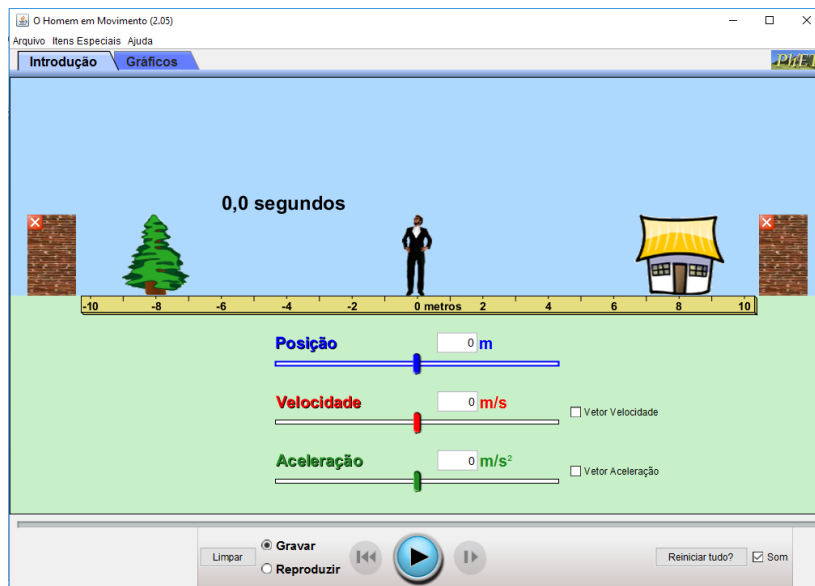 O Homem em Movimento (2.05)
Arquivo Itens Especiais Ajuda
Introdução Gráficos
PhET
0,0 segundos
-10 -8 -6 -4 -2 0 metros 2 4 6 8 10
Posição 0 m
Velocidade 0 m/s
Vetor Velocidade
Aceleração 0 m/s²
Vetor Aceleração
Gravar
Limpar Reiniciar tudo? Som
Reproduzir